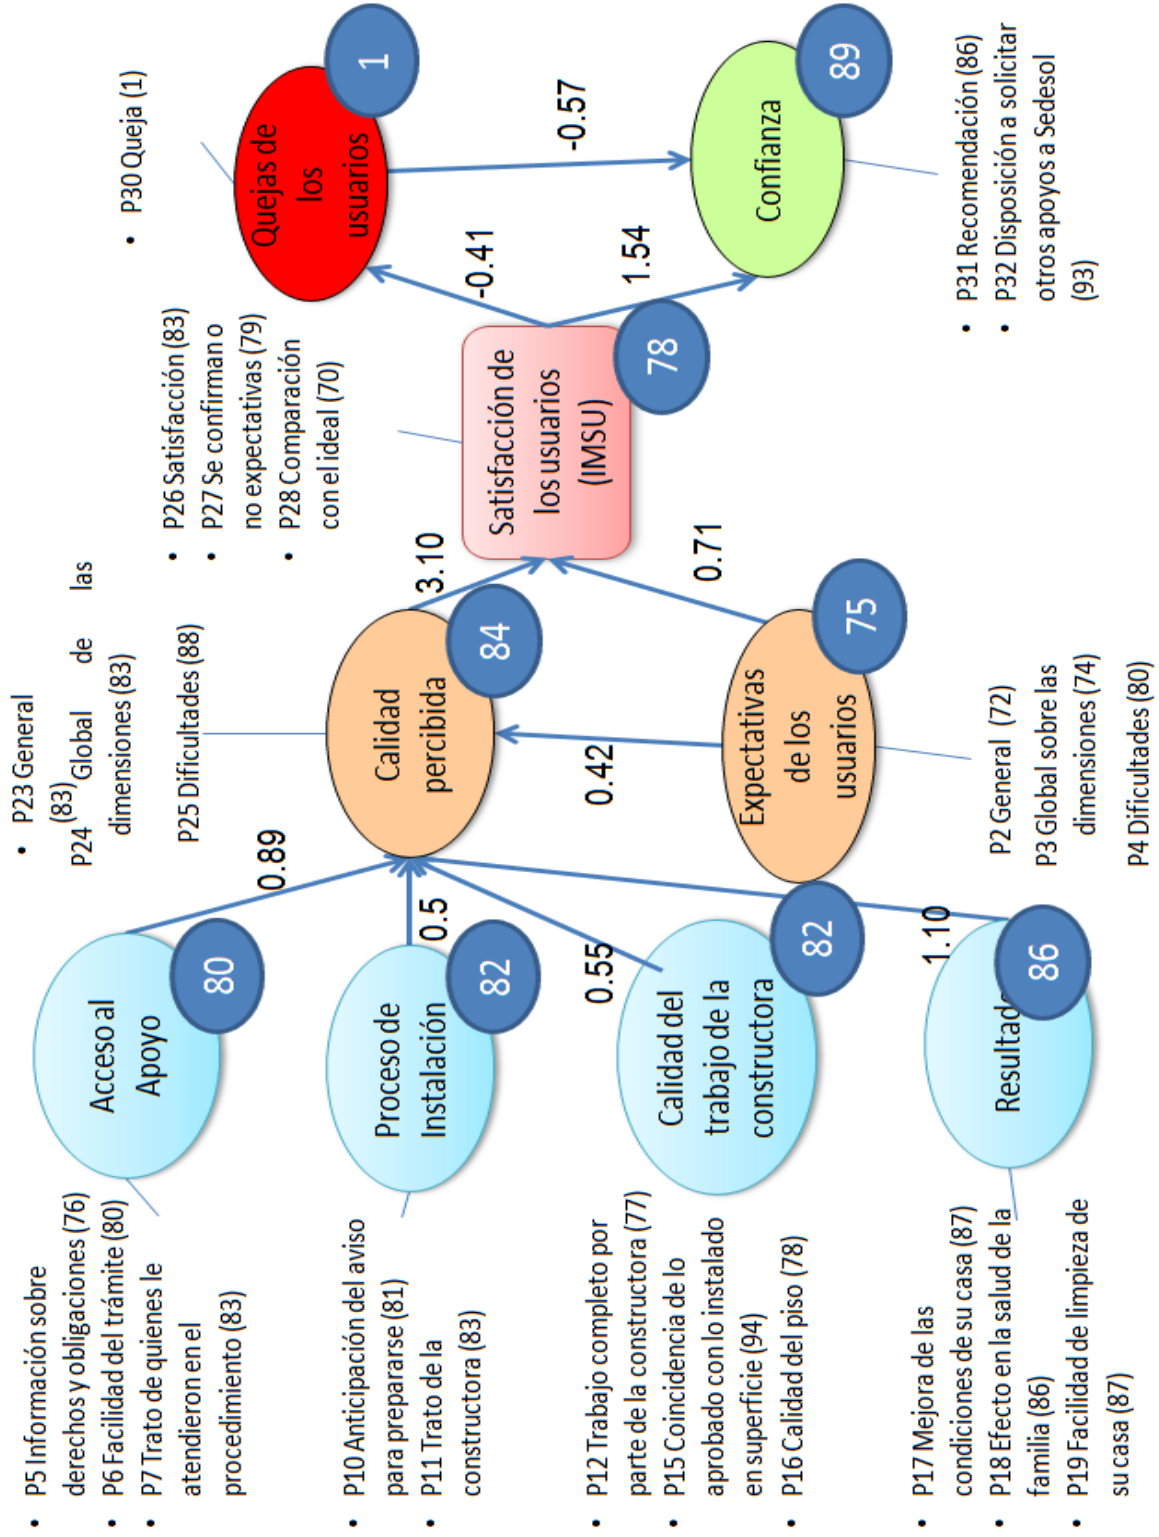 • P5 Información sobre
derechos y obligaciones (76)
• P6 Facilidad del trámite (80)
• P7 Trato de quienes le
atendieron en el
procedimiento (83)
Acceso al
Apoyo
80
0.89
• P10 Anticipación del aviso
para prepararse (81)
• P11 Trato de la
constructora (83)
Proceso de
Instalación
82
0.5
• P12 Trabajo completo por
parte de la constructora (77)
• P15 Coincidencia de lo
aprobado con lo instalado
en superficie (94)
• P16 Calidad del piso (78)
Calidad del
trabajo de la
constructora
82
0.55
• P17 Mejora de las
condiciones de su casa (87)
• P18 Efecto en la salud de la
familia (86)
• P19 Facilidad de limpieza de
su casa (87)
Resultad
86
1.10
• P23 General
(83)
P24 Global de las
dimensiones (83)
P25 Dificultades (88)
Calidad
percibida
84
3.10
0.42
Expectativas
de los
usuarios
75
0.71
P2 General (72)
P3 Global sobre las
dimensiones (74)
P4 Dificultades (80)
• P26 Satisfacción (83)
• P27 Se confirman o
no expectativas (79)
• P28 Comparación
con el ideal (70)
Satisfacción de
los usuarios
(IMSU)
78
-0.41
1.54
• P30 Queja (1)
Quejas de
los
usuarios
1
-0.57
Confianza
89
• P31 Recomendación (86)
• P32 Disposición a solicitar
otros apoyos a Sedesol
(93)